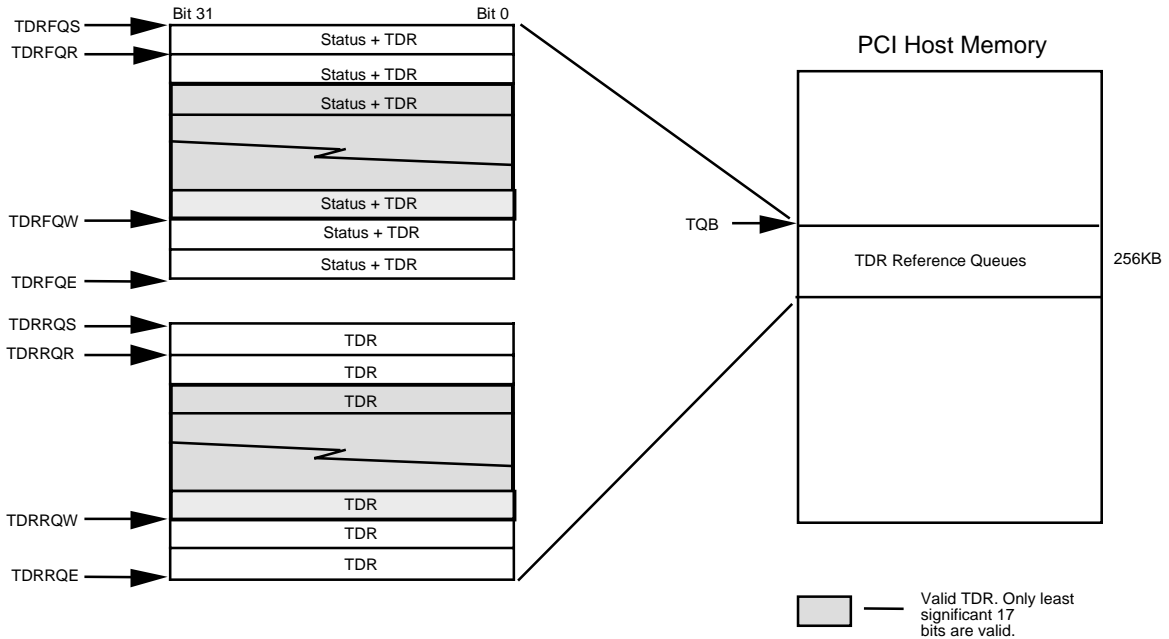 Bit 31
Bit 0
TDRFQS
Status + TDR
TDRFQR
Status + TDR
Status + TDR
Status + TDR
TDRFQW
Status + TDR
Status + TDR
TDRFQE
TDRRQS
TDR
TDRRQR
TDR
TDR
TDR
TDRRQW
TDR
TDR
TDRRQE
PCI Host Memory
TQB
TDR Reference Queues
256KB
Valid TDR. Only least
significant 17
bits are valid.